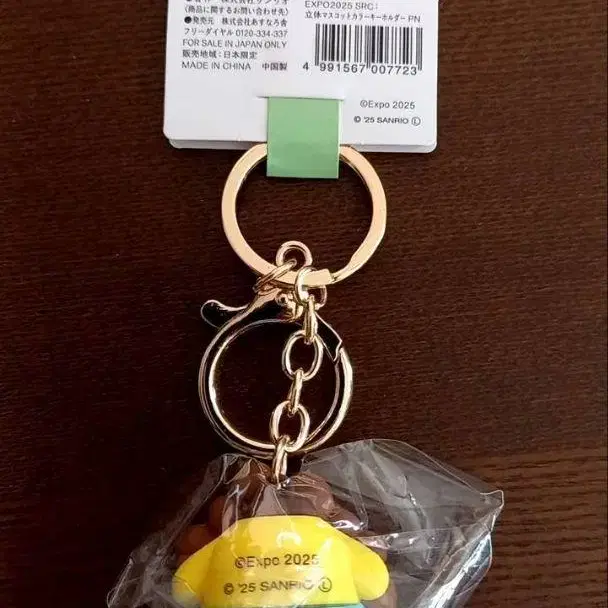 (商品に関するお問い合わせ先)
●発売元 株式会社あすなろ舎
フリーダイヤル 0120-334-337
FOR SALE IN JAPAN ONLY
販売地域:日本限定
MADE IN CHINA 中国製
EXPO2025 SRC:
立体マスコットカラーキーホルダー PN
4 991567 007723
©Expo 2025
© '25 SANRIO Ⓛ
©Expo 2025
© '25 SANRIO Ⓛ